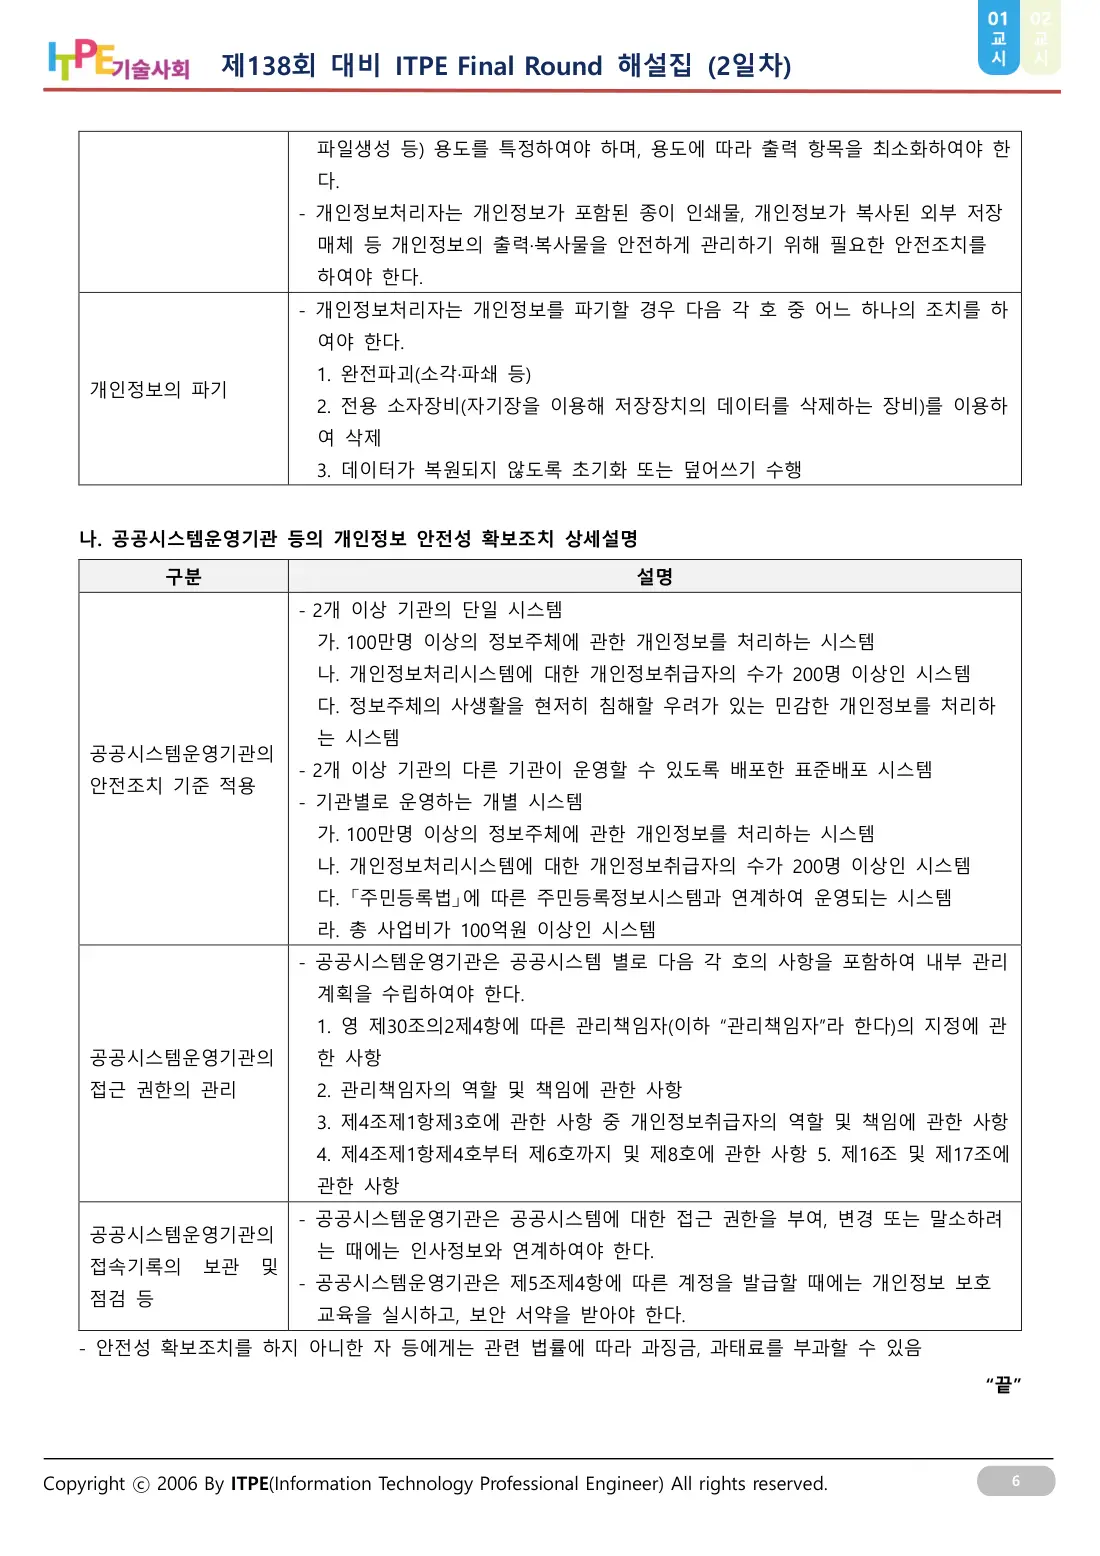 ITPE기술사회
제138회 대비 ITPE Final Round 해설집 (2일차)
01
교
시
02
교
시
파일생성 등) 용도를 특정하여야 하며, 용도에 따라 출력 항목을 최소화하여야 한
다.
- 개인정보처리자는 개인정보가 포함된 종이 인쇄물, 개인정보가 복사된 외부 저장
매체 등 개인정보의 출력·복사물을 안전하게 관리하기 위해 필요한 안전조치를
하여야 한다.
개인정보의 파기
- 개인정보처리자는 개인정보를 파기할 경우 다음 각 호 중 어느 하나의 조치를 하
여야 한다.
1. 완전파괴(소각·파쇄 등)
2. 전용 소자장비(자기장을 이용해 저장장치의 데이터를 삭제하는 장비)를 이용하
여 삭제
3. 데이터가 복원되지 않도록 초기화 또는 덮어쓰기 수행
나. 공공시스템운영기관 등의 개인정보 안전성 확보조치 상세설명
구분
설명
공공시스템운영기관의
안전조치 기준 적용
- 2개 이상 기관의 단일 시스템
가. 100만명 이상의 정보주체에 관한 개인정보를 처리하는 시스템
나. 개인정보처리시스템에 대한 개인정보취급자의 수가 200명 이상인 시스템
다. 정보주체의 사생활을 현저히 침해할 우려가 있는 민감한 개인정보를 처리하
는 시스템
- 2개 이상 기관의 다른 기관이 운영할 수 있도록 배포한 표준배포 시스템
- 기관별로 운영하는 개별 시스템
가. 100만명 이상의 정보주체에 관한 개인정보를 처리하는 시스템
나. 개인정보처리시스템에 대한 개인정보취급자의 수가 200명 이상인 시스템
다. 「주민등록법」에 따른 주민등록정보시스템과 연계하여 운영되는 시스템
라. 총 사업비가 100억원 이상인 시스템
공공시스템운영기관의
접근 권한의 관리
- 공공시스템운영기관은 공공시스템 별로 다음 각 호의 사항을 포함하여 내부 관리
계획을 수립하여야 한다.
1. 영 제30조의2제4항에 따른 관리책임자(이하 “관리책임자”라 한다)의 지정에 관
한 사항
2. 관리책임자의 역할 및 책임에 관한 사항
3. 제4조제1항제3호에 관한 사항 중 개인정보취급자의 역할 및 책임에 관한 사항
4. 제4조제1항제4호부터 제6호까지 및 제8호에 관한 사항 5. 제16조 및 제17조에
관한 사항
공공시스템운영기관의
접속기록의 보관 및
점검 등
- 공공시스템운영기관은 공공시스템에 대한 접근 권한을 부여, 변경 또는 말소하려
는 때에는 인사정보와 연계하여야 한다.
- 공공시스템운영기관은 제5조제4항에 따른 계정을 발급할 때에는 개인정보 보호
교육을 실시하고, 보안 서약을 받아야 한다.
- 안전성 확보조치를 하지 아니한 자 등에게는 관련 법률에 따라 과징금, 과태료를 부과할 수 있음
“끝”
Copyright ⓒ 2006 By ITPE(Information Technology Professional Engineer) All rights reserved.
6